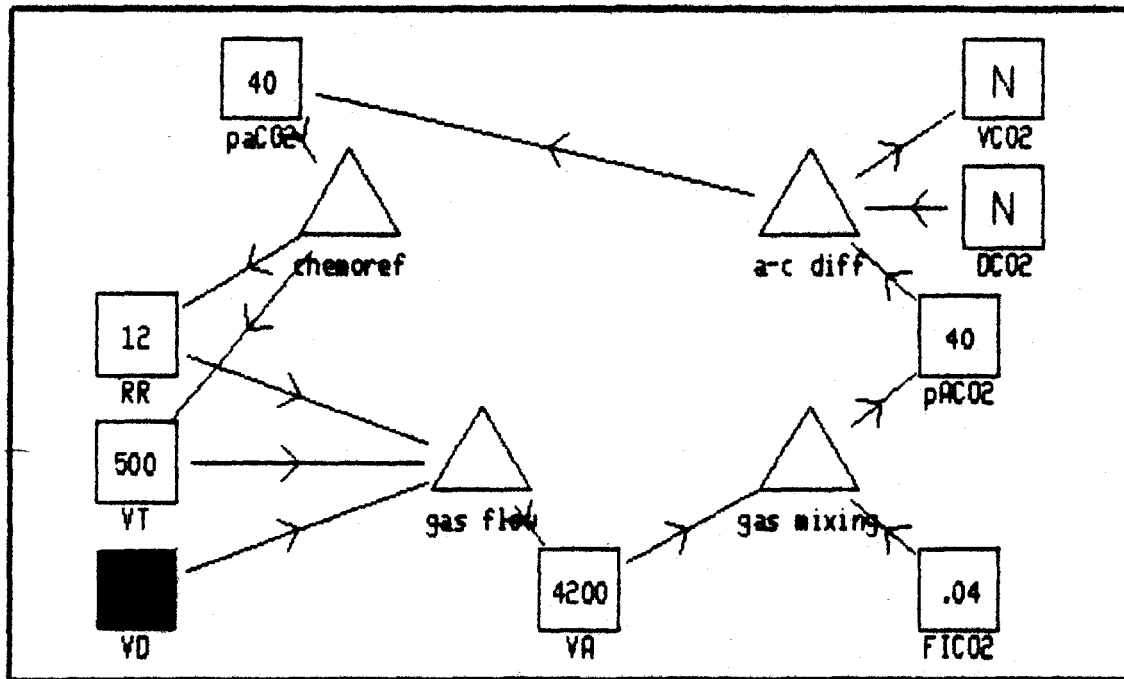 40
paCO2
N
VCO2
N
DCO2
chemoref
a-c diff
12
RR
40
pACO2
500
VT
gas flow
gas mixing
VD
4200
VA
.04
FICO2